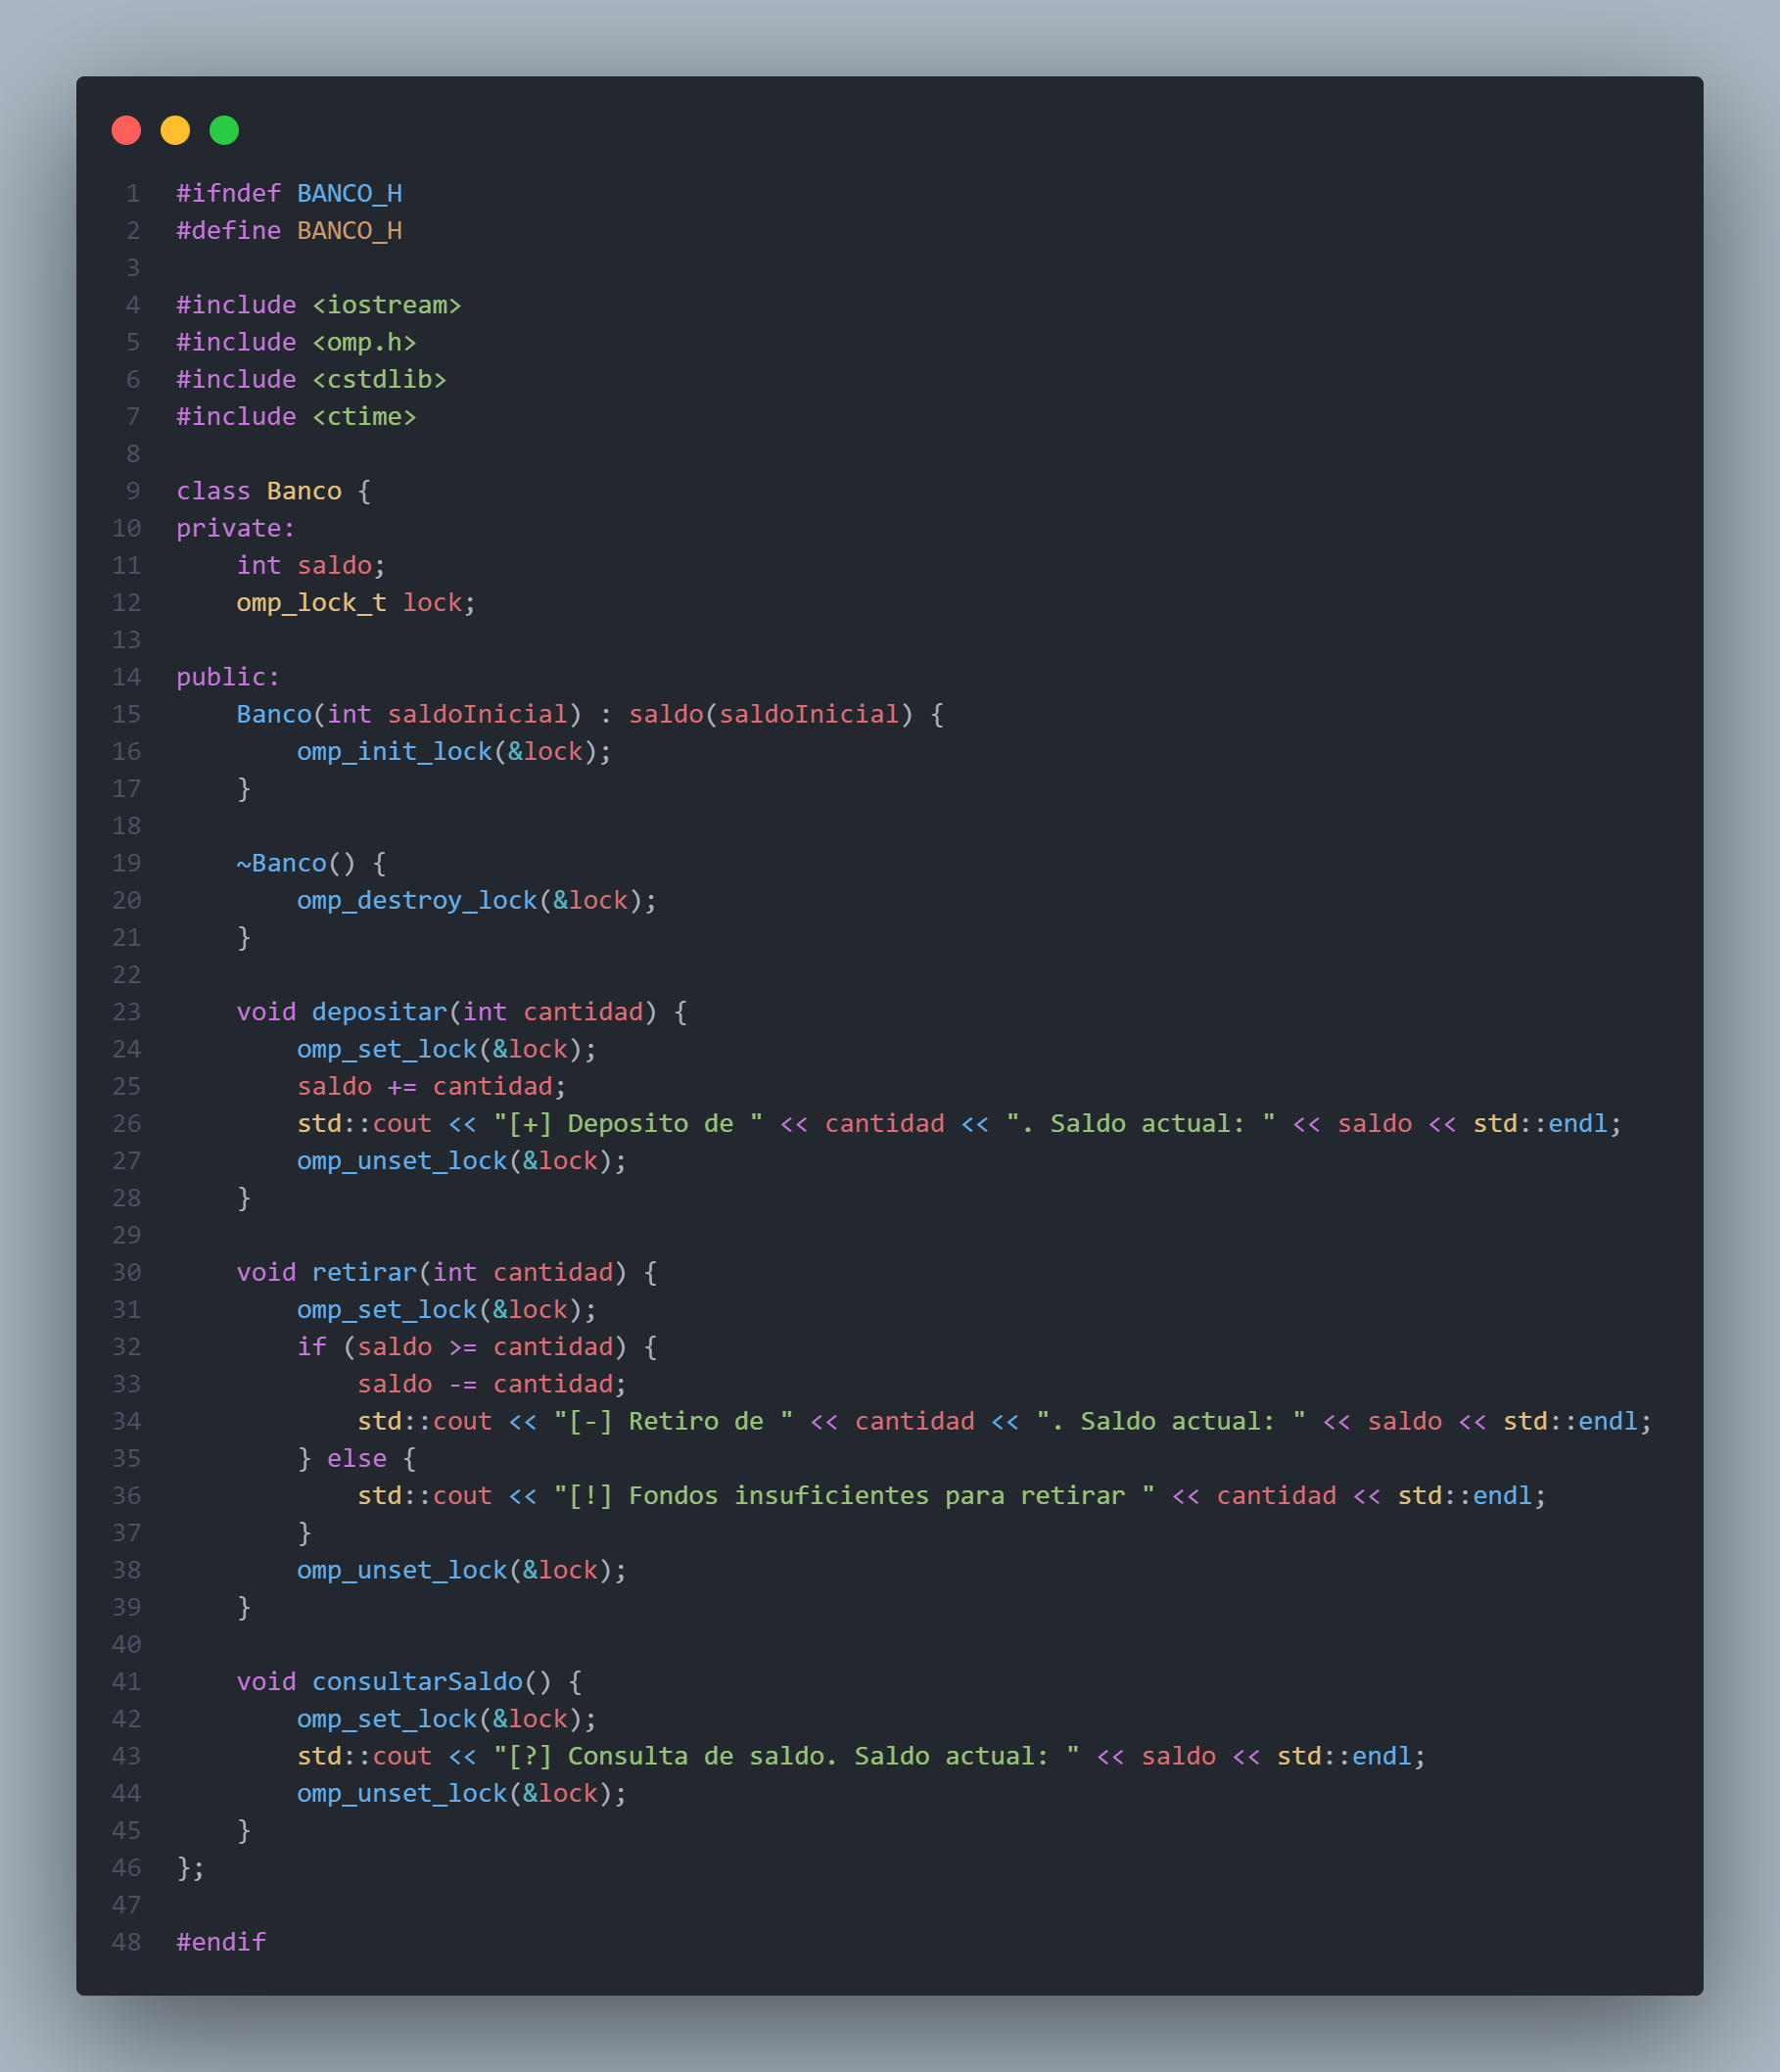 1 #ifndef BANCO_H
2 #define BANCO_H
3
4 #include <iostream>
5 #include <omp.h>
6 #include <cstdlib>
7 #include <ctime>
8
9 class Banco {
10 private:
11     int saldo;
12     omp_lock_t lock;
13
14 public:
15     Banco(int saldoInicial) : saldo(saldoInicial) {
16         omp_init_lock(&lock);
17     }
18
19     ~Banco() {
20         omp_destroy_lock(&lock);
21     }
22
23     void depositar(int cantidad) {
24         omp_set_lock(&lock);
25         saldo += cantidad;
26         std::cout << "[+] Deposito de " << cantidad << ". Saldo actual: " << saldo << std::endl;
27         omp_unset_lock(&lock);
28     }
29
30     void retirar(int cantidad) {
31         omp_set_lock(&lock);
32         if (saldo >= cantidad) {
33             saldo -= cantidad;
34             std::cout << "[-] Retiro de " << cantidad << ". Saldo actual: " << saldo << std::endl;
35         } else {
36             std::cout << "[!] Fondos insuficientes para retirar " << cantidad << std::endl;
37         }
38         omp_unset_lock(&lock);
39     }
40
41     void consultarSaldo() {
42         omp_set_lock(&lock);
43         std::cout << "[?] Consulta de saldo. Saldo actual: " << saldo << std::endl;
44         omp_unset_lock(&lock);
45     }
46 };
47
48 #endif